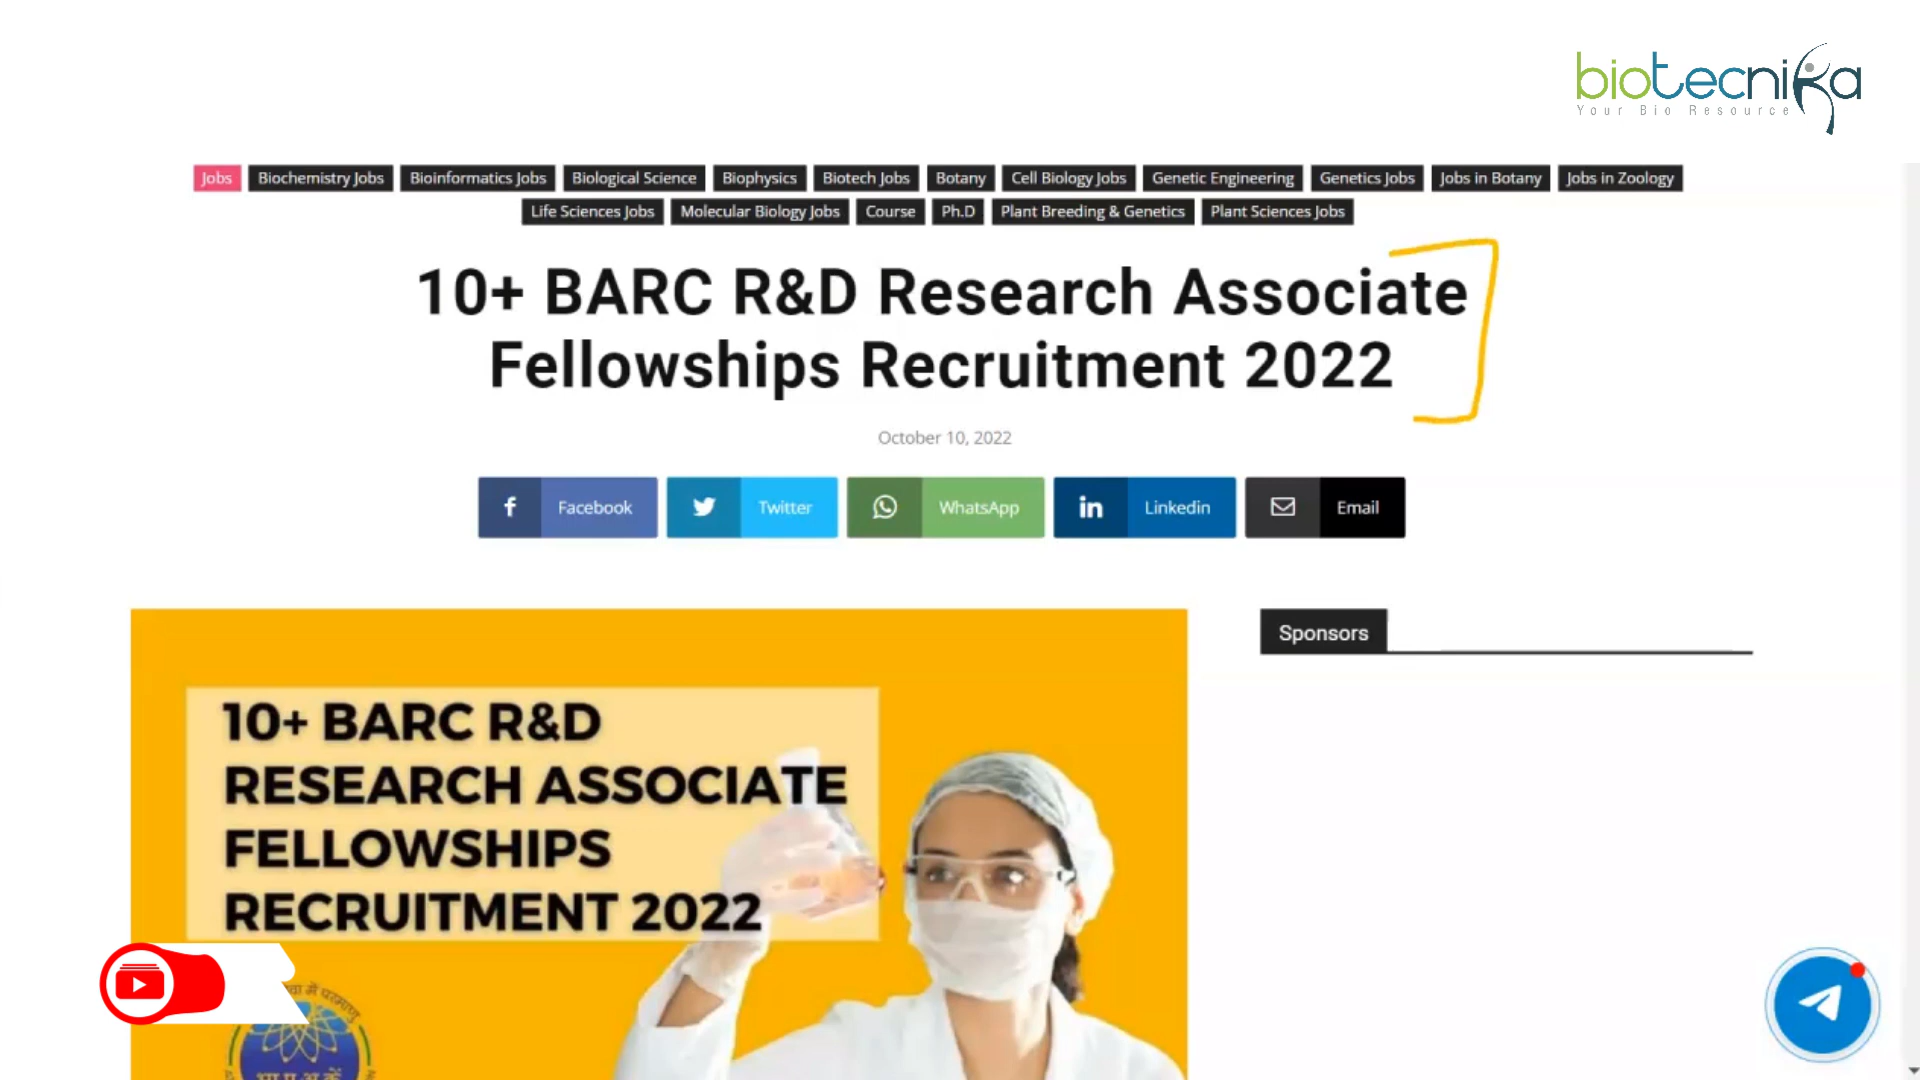 biotecnika
Your Bio Resource
Jobs Biochemistry Jobs Bioinformatics Jobs Biological Science Biophysics Biotech Jobs Botany Cell Biology Jobs Genetic Engineering Genetics Jobs Jobs in Botany Jobs in Zoology
Life Sciences Jobs Molecular Biology Jobs Course Ph.D Plant Breeding & Genetics Plant Sciences Jobs
10+ BARC R&D Research Associate
Fellowships Recruitment 2022
October 10, 2022
Facebook Twitter WhatsApp Linkedin Email
Sponsors
10+ BARC R&D
RESEARCH ASSOCIATE
FELLOWSHIPS
RECRUITMENT 2022